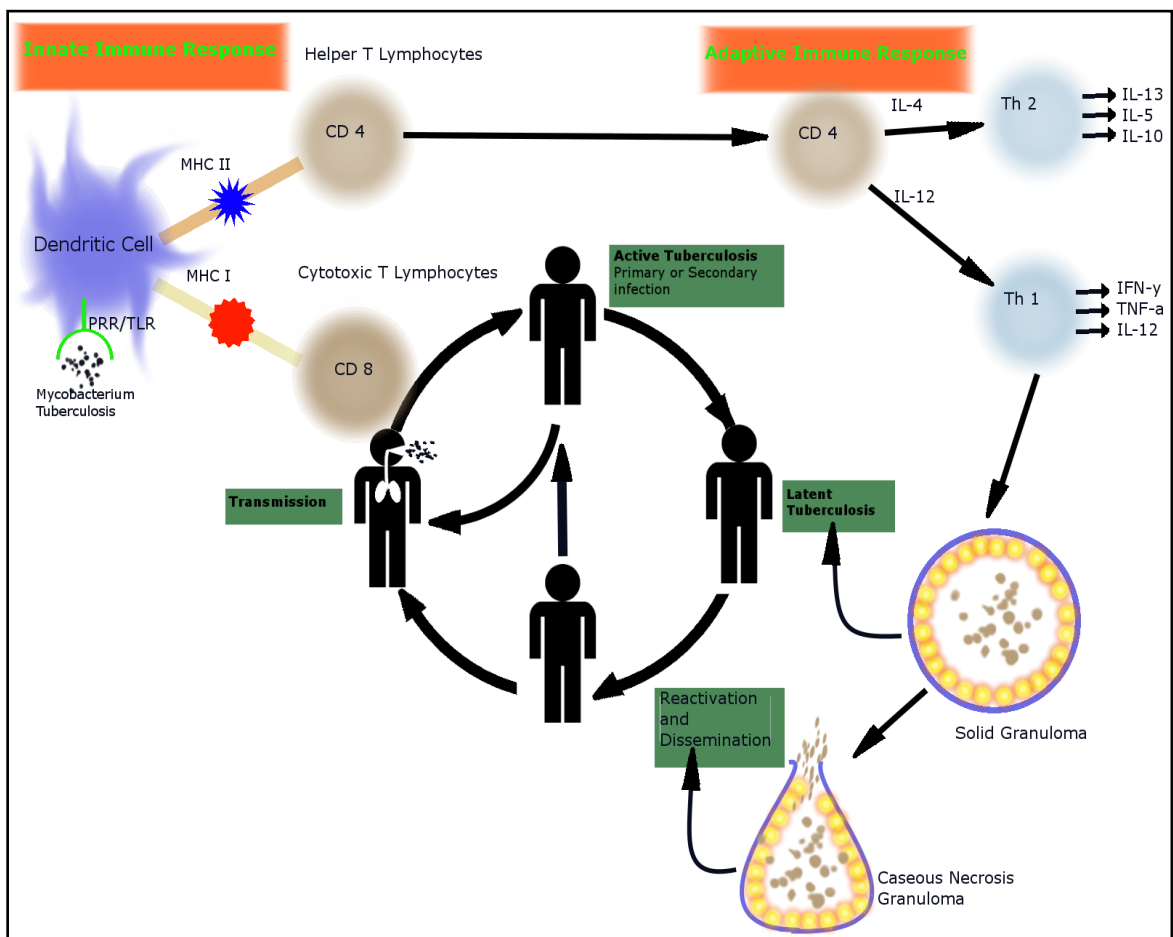 Innate Immune Response
Helper T Lymphocytes
Adaptive Immune Response
CD 4
MHC II
Dendritic Cell
MHC I
PRR/TLR
Mycobacterium
Tuberculosis
Cytotoxic T Lymphocytes
CD 8
CD 4
IL-4
Th 2
IL-13
IL-5
IL-10
IL-12
Th 1
IFN-y
TNF-a
IL-12
Active Tuberculosis
Primary or Secondary
infection
Transmission
Latent
Tuberculosis
Solid Granuloma
Reactivation
and
Dissemination
Caseous Necrosis
Granuloma